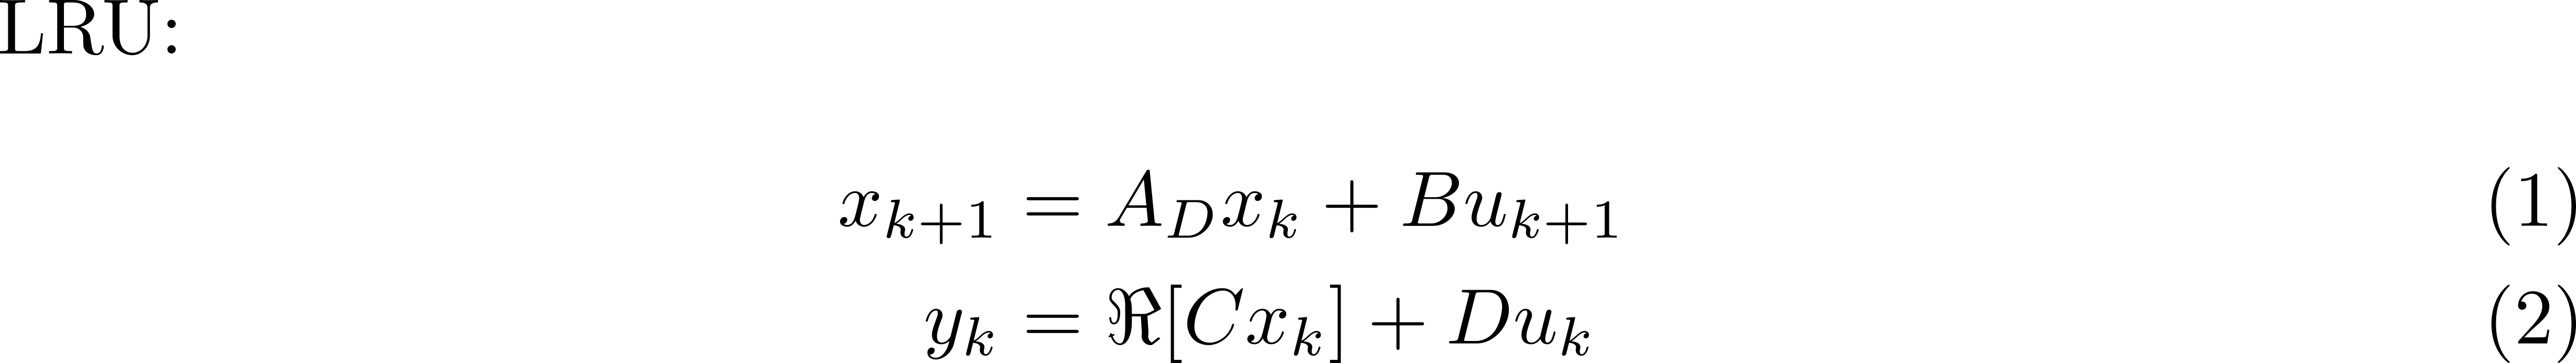 LRU:
x_{k+1} = A_D x_k + B u_{k+1} (1)
y_k = ℜ[C x_k] + D u_k (2)